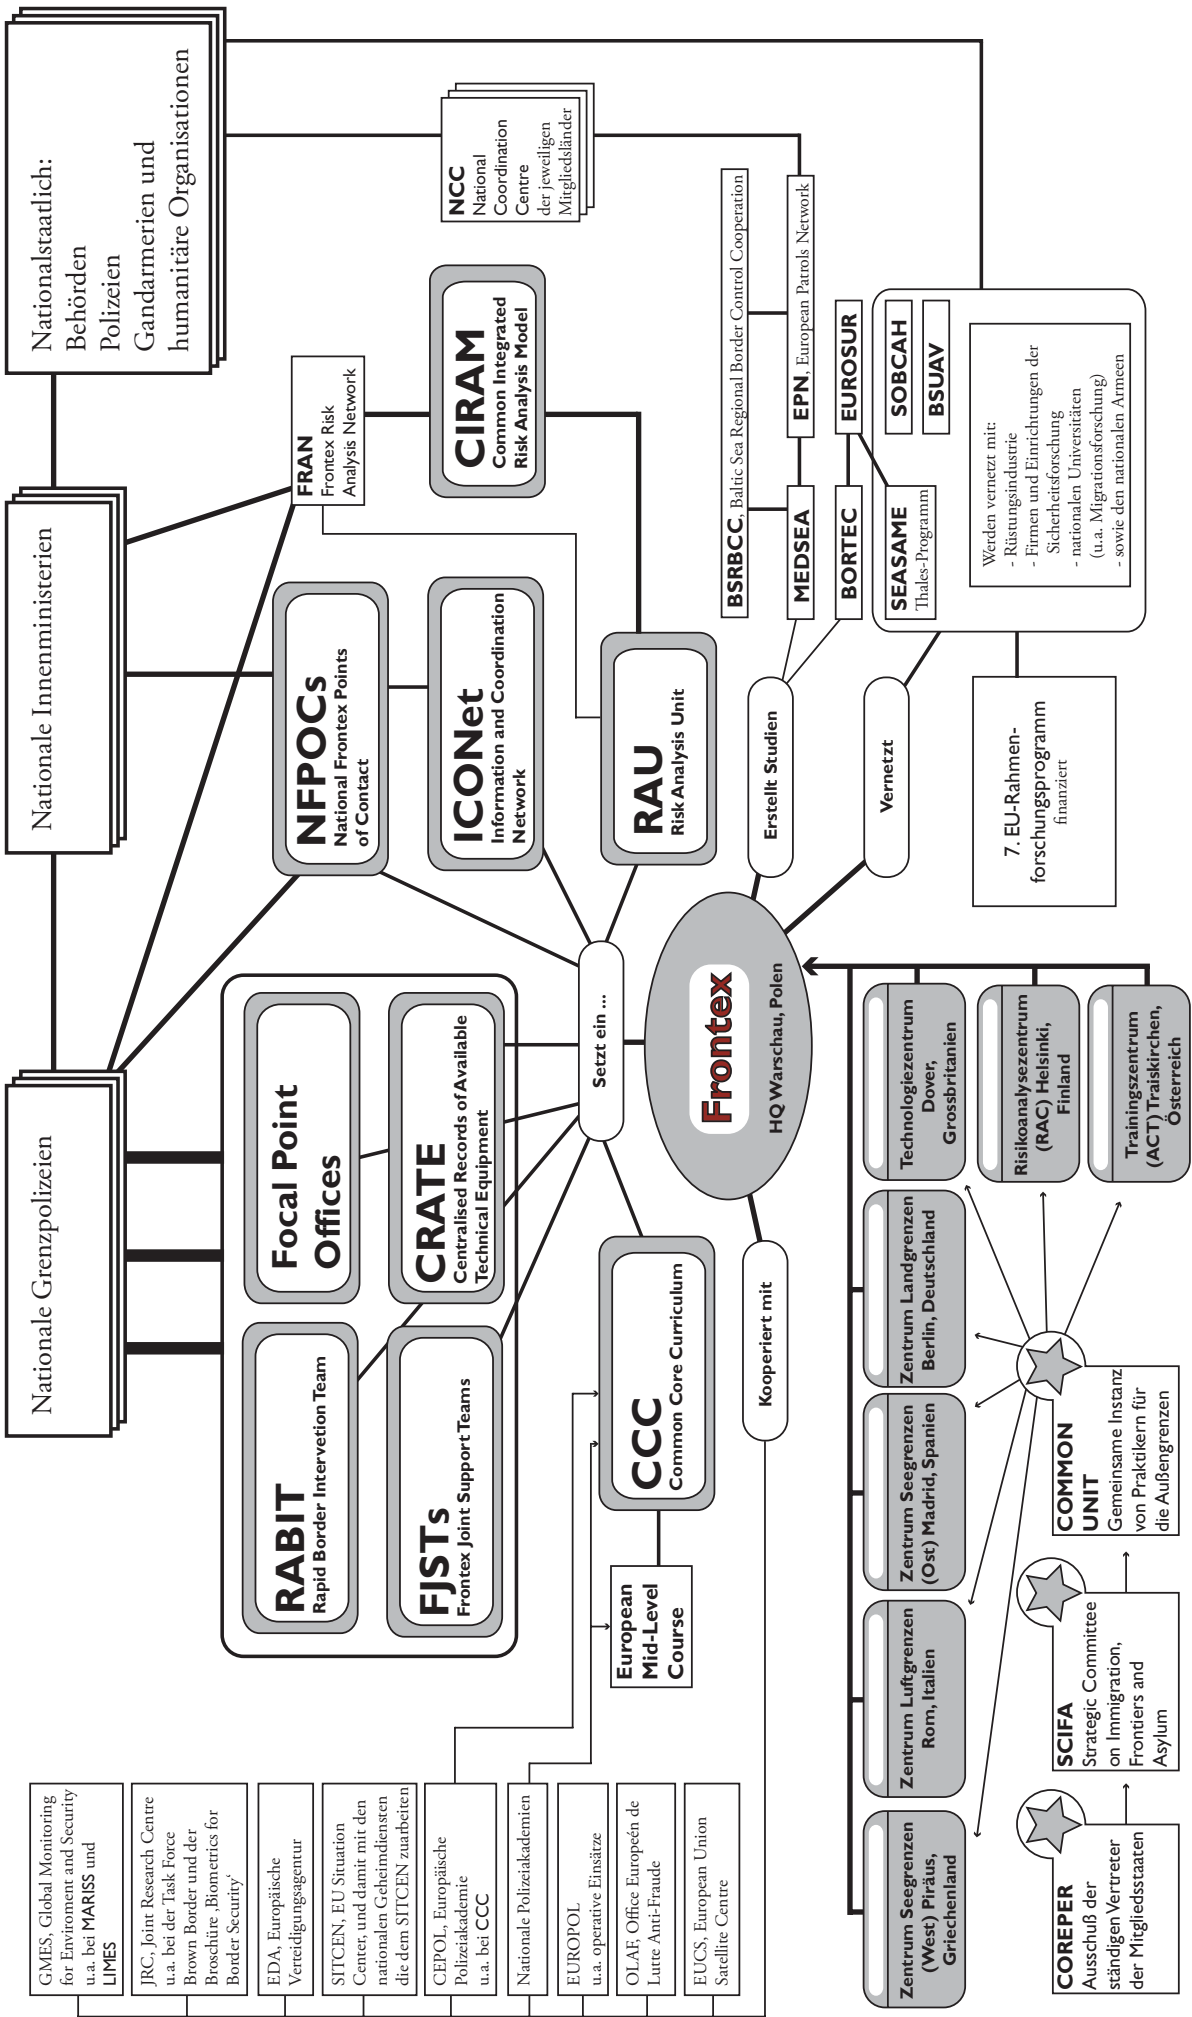 Nationale Grenzpolizeien
Nationale Innenministerien
Nationalstaatlich:
Behörden
Polizeien
Gandarmerien und
humanitäre Organisationen
GMES, Global Monitoring
for Enviroment and Security
u.a. bei MARISS und
LIMES
JRC, Joint Research Centre
u.a. bei der Task Force
Brown Border und der
Broschüre ‚Biometrics for
Border Security‘
EDA, Europäische
Verteidigungsagentur
SITCEN, EU Situation
Center, und damit mit den
nationalen Geheimdiensten
die dem SITCEN zuarbeiten
CEPOL, Europäische
Polizeiakademie
u.a. bei CCC
Nationale Polizeiakademien
EUROPOL
u.a. operative Einsätze
OLAF, Office Européen de
Lutte Anti-Fraude
EUCS, European Union
Satellite Centre
RABIT
Rapid Border Intervention Team
Focal Point
Offices
FJSTs
Frontex Joint Support Teams
CRATE
Centralised Records of Available
Technical Equipment
NFPOCs
National Frontex Points
of Contact
ICONet
Information and Coordination
Network
FRAN
Frontex Risk
Analysis Network
CIRAM
Common Integrated
Risk Analysis Model
NCC
National
Coordination
Centre
der jeweiligen
Mitgliedsländer
European
Mid-Level
Course
CCC
Common Core Curriculum
Setzt ein ...
RAU
Risk Analysis Unit
Kooperiert mit
Frontex
HQ Warschau, Polen
Erstellt Studien
Vernetzt
BSRBCC, Baltic Sea Regional Border Control Cooperation
MEDSEA
EPN, European Patrols Network
BORTEC
EUROSUR
SEASAME
Thales-Programm
SOBCAH
BSUAV
Werden vernetzt mit:
- Rüstungsindustrie
- Firmen und Einrichtungen der
Sicherheitsforschung
- nationalen Universitäten
(u.a. Migrationsforschung)
- sowie den nationalen Armeen
7. EU-Rahmen-
forschungsprogramm
finanziert
Zentrum Seegrenzen
(West) Piräus,
Griechenland
Zentrum Luftgrenzen
Rom, Italien
Zentrum Seegrenzen
(Ost) Madrid, Spanien
Zentrum Landgrenzen
Berlin, Deutschland
Technologiezentrum
Dover,
Grossbritanien
Risikoanalysezentrum
(RAC) Helsinki,
Finland
Trainingszentrum
(ACT) Traiskirchen,
Österreich
COREPER
Ausschuß der
ständigen Vertreter
der Mitgliedsstaaten
SCIFA
Strategic Committee
on Immigration,
Frontiers and
Asylum
COMMON
UNIT
Gemeinsame Instanz
von Praktikern für
die Außengrenzen